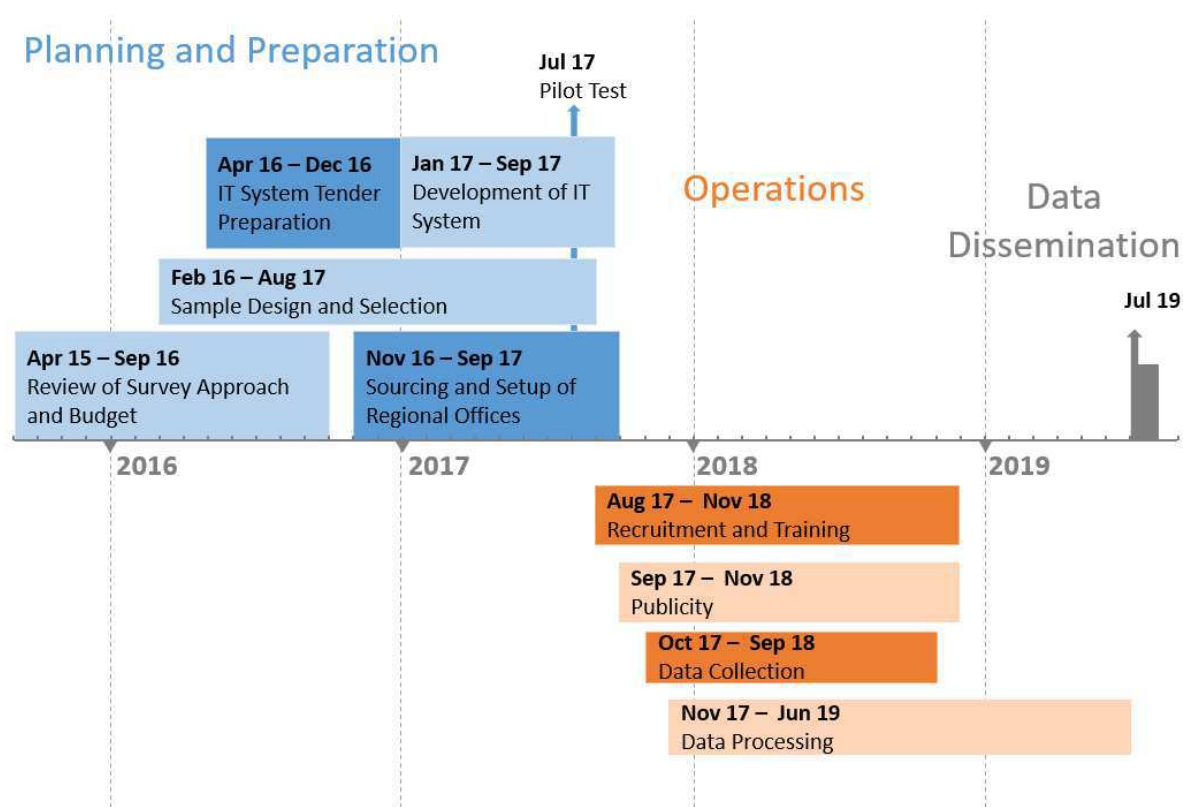 Planning and Preparation
Jul 17
Pilot Test
Apr 16 – Dec 16
IT System Tender
Preparation
Jan 17 – Sep 17
Development of IT
System
Operations
Data
Dissemination
Feb 16 – Aug 17
Sample Design and Selection
Jul 19
Apr 15 – Sep 16
Review of Survey Approach
and Budget
Nov 16 – Sep 17
Sourcing and Setup of
Regional Offices
2016
2017
2018
2019
Aug 17 – Nov 18
Recruitment and Training
Sep 17 – Nov 18
Publicity
Oct 17 – Sep 18
Data Collection
Nov 17 – Jun 19
Data Processing